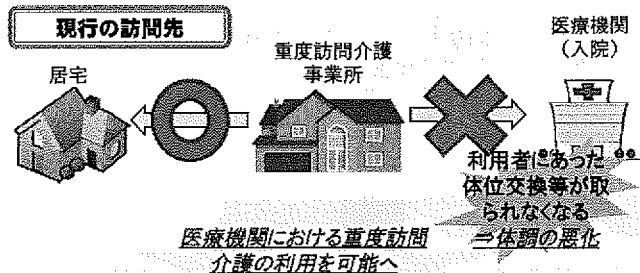 現行の訪問先
居宅
重度訪問介護
事業所
医療機関
（入院）
利用者にあった
体位交換等が取
られなくなる
⇒体調の悪化
医療機関における重度訪問
介護の利用を可能へ